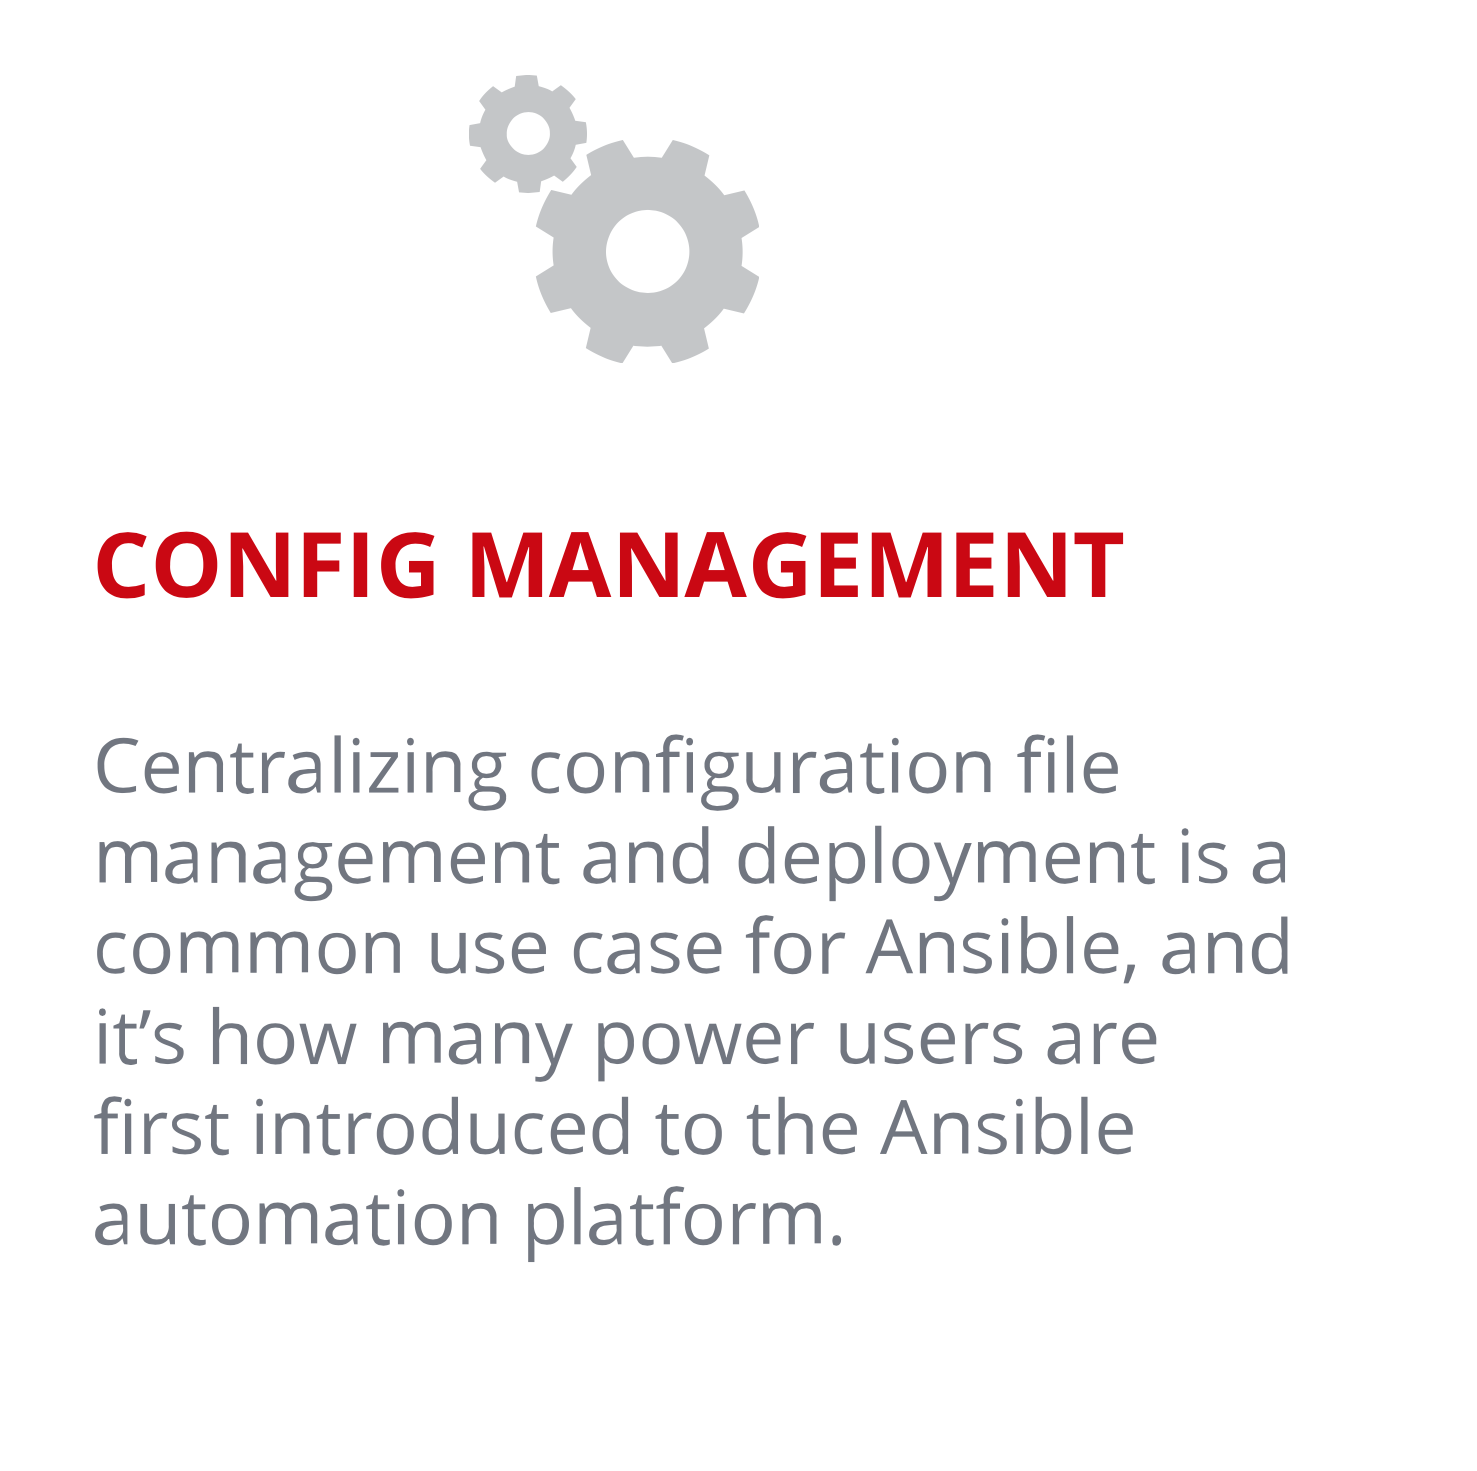 CONFIG MANAGEMENT
Centralizing configuration file
management and deployment is a
common use case for Ansible, and
it’s how many power users are
first introduced to the Ansible
automation platform.